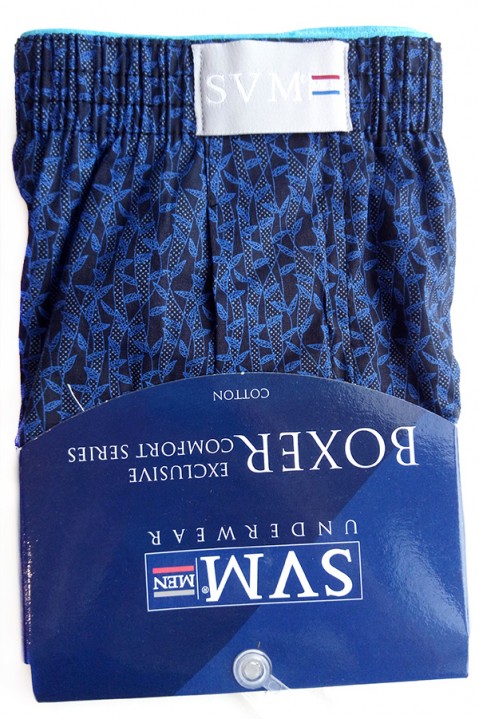 SVM®
SVM® MEN
UNDERWEAR
BOXER EXCLUSIVE
COMFORT SERIES
COTTON